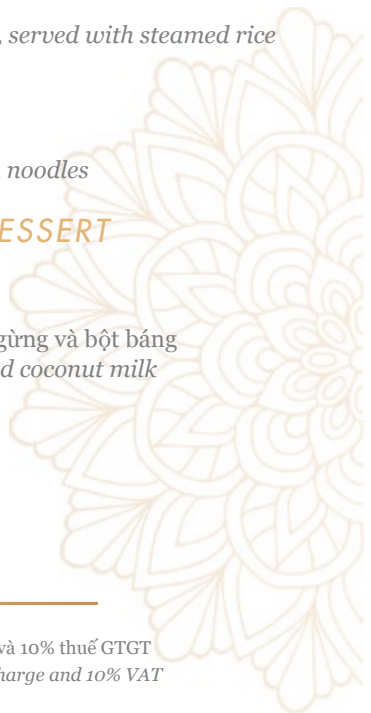 , served with steamed rice
noodles
ESSERT
gừng và bột báng
d coconut milk
và 10% thuế GTGT
harge and 10% VAT